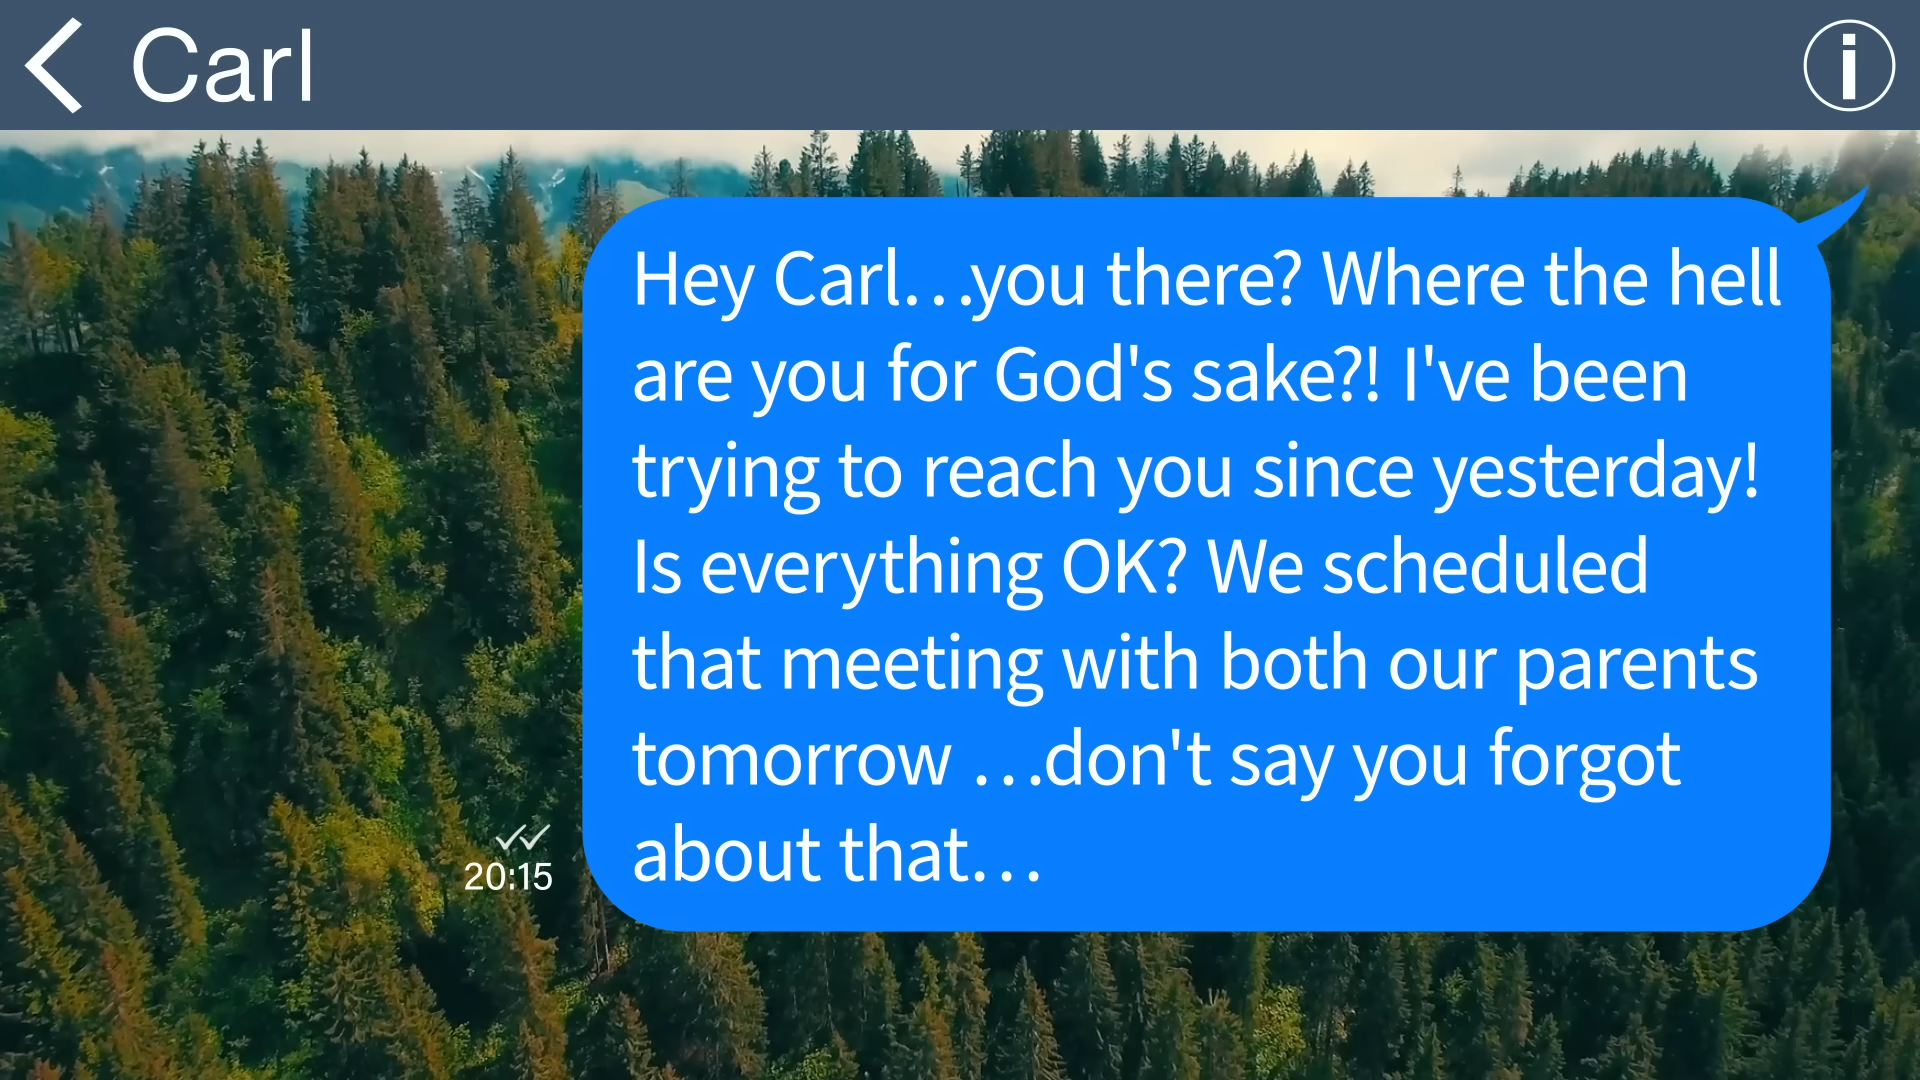 Carl
Hey Carl…you there? Where the hell
are you for God's sake?! I've been
trying to reach you since yesterday!
Is everything OK? We scheduled
that meeting with both our parents
tomorrow …don't say you forgot
about that…
20:15